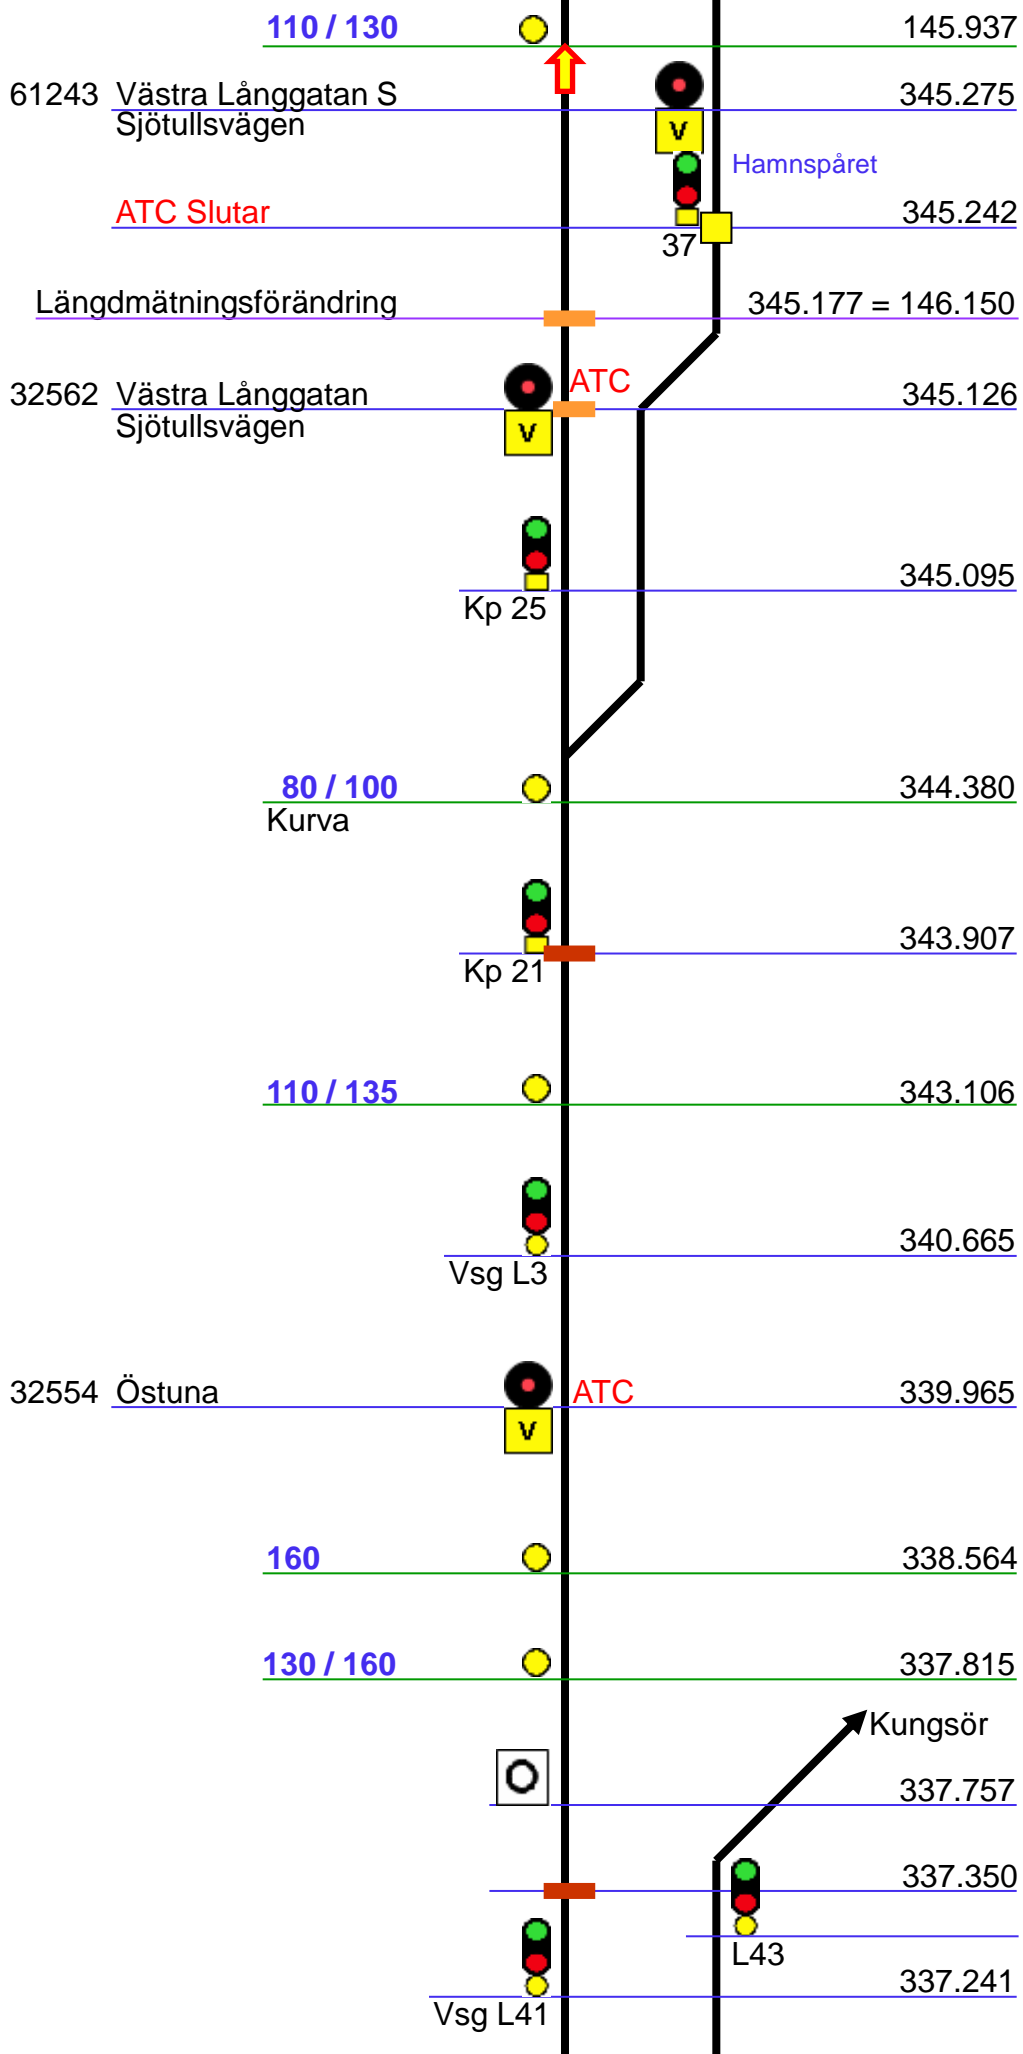 110 / 130 145.937
61243 Västra Långgatan S 345.275
Sjötullsvägen
V
Hamnspåret
ATC Slutar 345.242
37
Längdmätningsförändring 345.177 = 146.150
ATC
32562 Västra Långgatan 345.126
Sjötullsvägen
V
345.095
Kp 25
80 / 100 344.380
Kurva
343.907
Kp 21
110 / 135 343.106
340.665
Vsg L3
32554 Östuna ATC 339.965
V
160 338.564
130 / 160 337.815
Kungsör
O 337.757
337.350
L43
337.241
Vsg L41